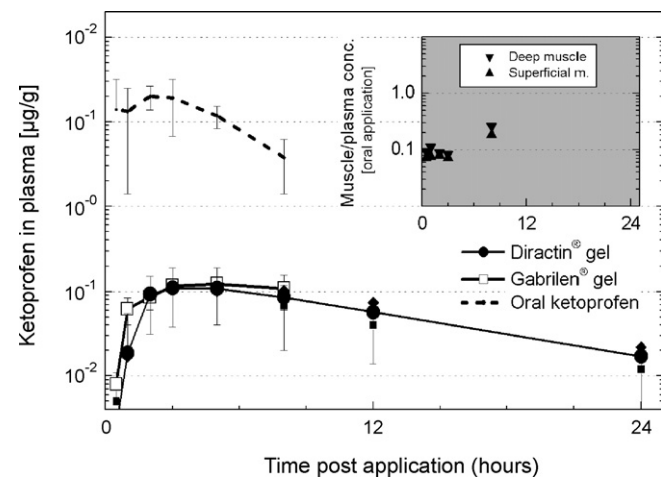 Ketoprofen in plasma [µg/g]
10⁻²
10⁻¹
10⁻⁰
10⁻¹
10⁻²
12
24
Time post application (hours)
Muscle/plasma conc.
[oral application]
Deep muscle
Superficial m.
1.0
0.1
0
15
24
Diractin® gel
Gabrilen® gel
Oral ketoprofen